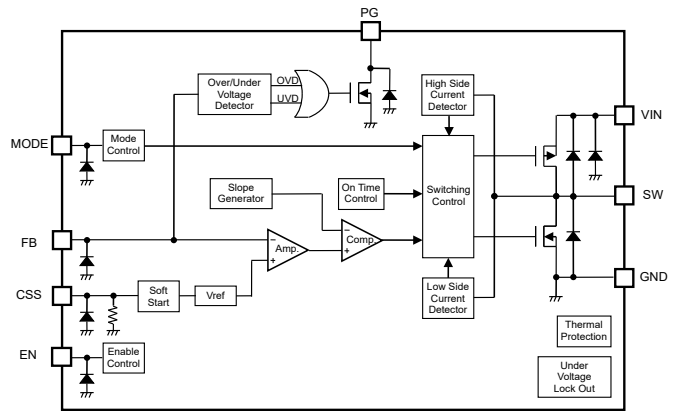 PG
Over/Under
Voltage
Detector
OVD
UVD
High Side
Current
Detector
VIN
MODE
Mode
Control
Slope
Generator
On Time
Control
Switching
Control
SW
FB
−
Amp.
+
−
Comp.
+
CSS
Soft
Start
Vref
Low Side
Current
Detector
GND
Thermal
Protection
EN
Enable
Control
Under
Voltage
Lock Out